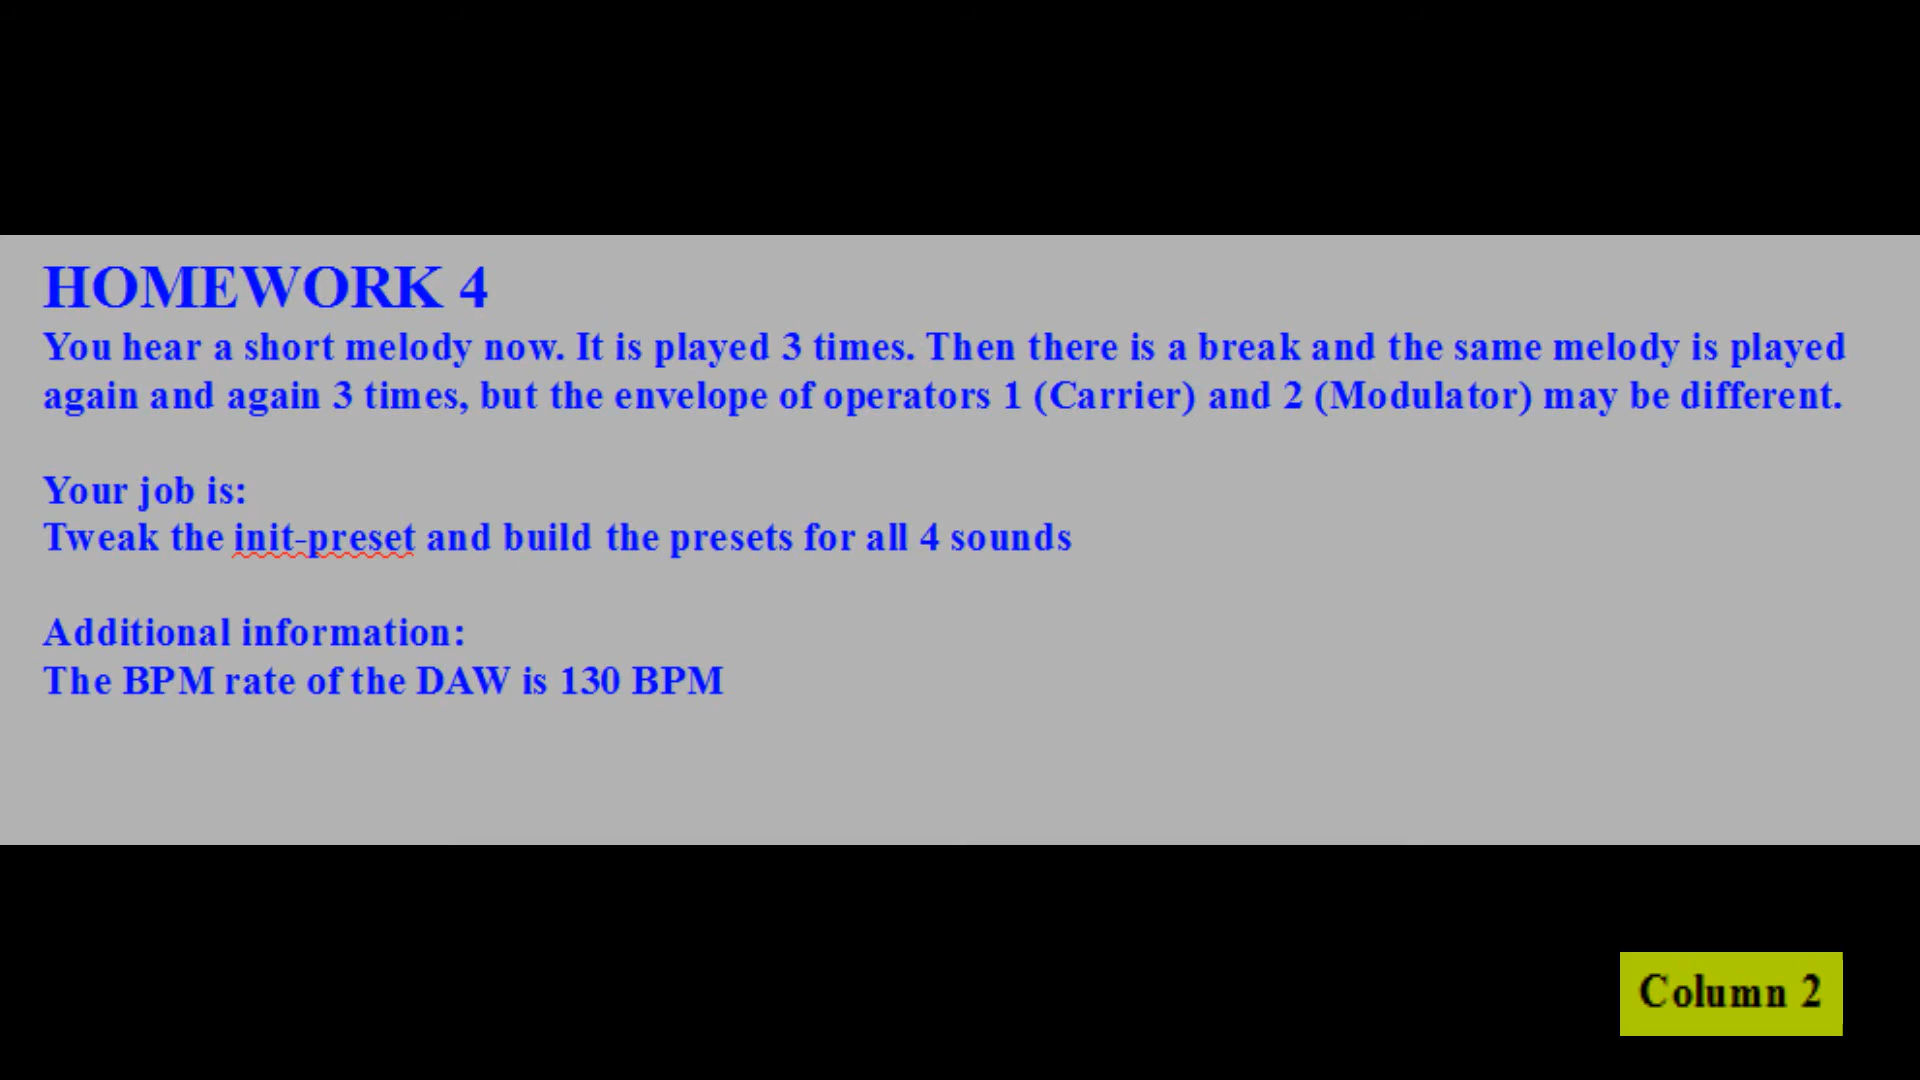 HOMEWORK 4
You hear a short melody now. It is played 3 times. Then there is a break and the same melody is played
again and again 3 times, but the envelope of operators 1 (Carrier) and 2 (Modulator) may be different.
Your job is:
Tweak the init-preset and build the presets for all 4 sounds
Additional information:
The BPM rate of the DAW is 130 BPM
Column 2